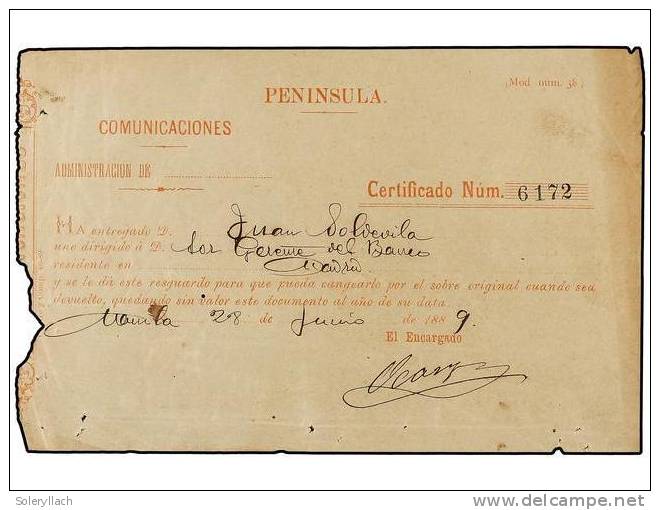 PENINSULA.
(Mod núm. 38)
COMUNICACIONES
ADMINISTRACION DE
Certificado Núm. 6172
HA entregado D. Juan Soldevila
uno dirigido á D. Sor Gerente del Banco
residente en Madrid
y se le dá este resguardo para que pueda cangearlo por el sobre original cuando sea
devuelto, quedando sin valor este documento al año de su data.
Manila 28 de Junio de 1889.
El Encargado
Soleryllach
delcampe.net